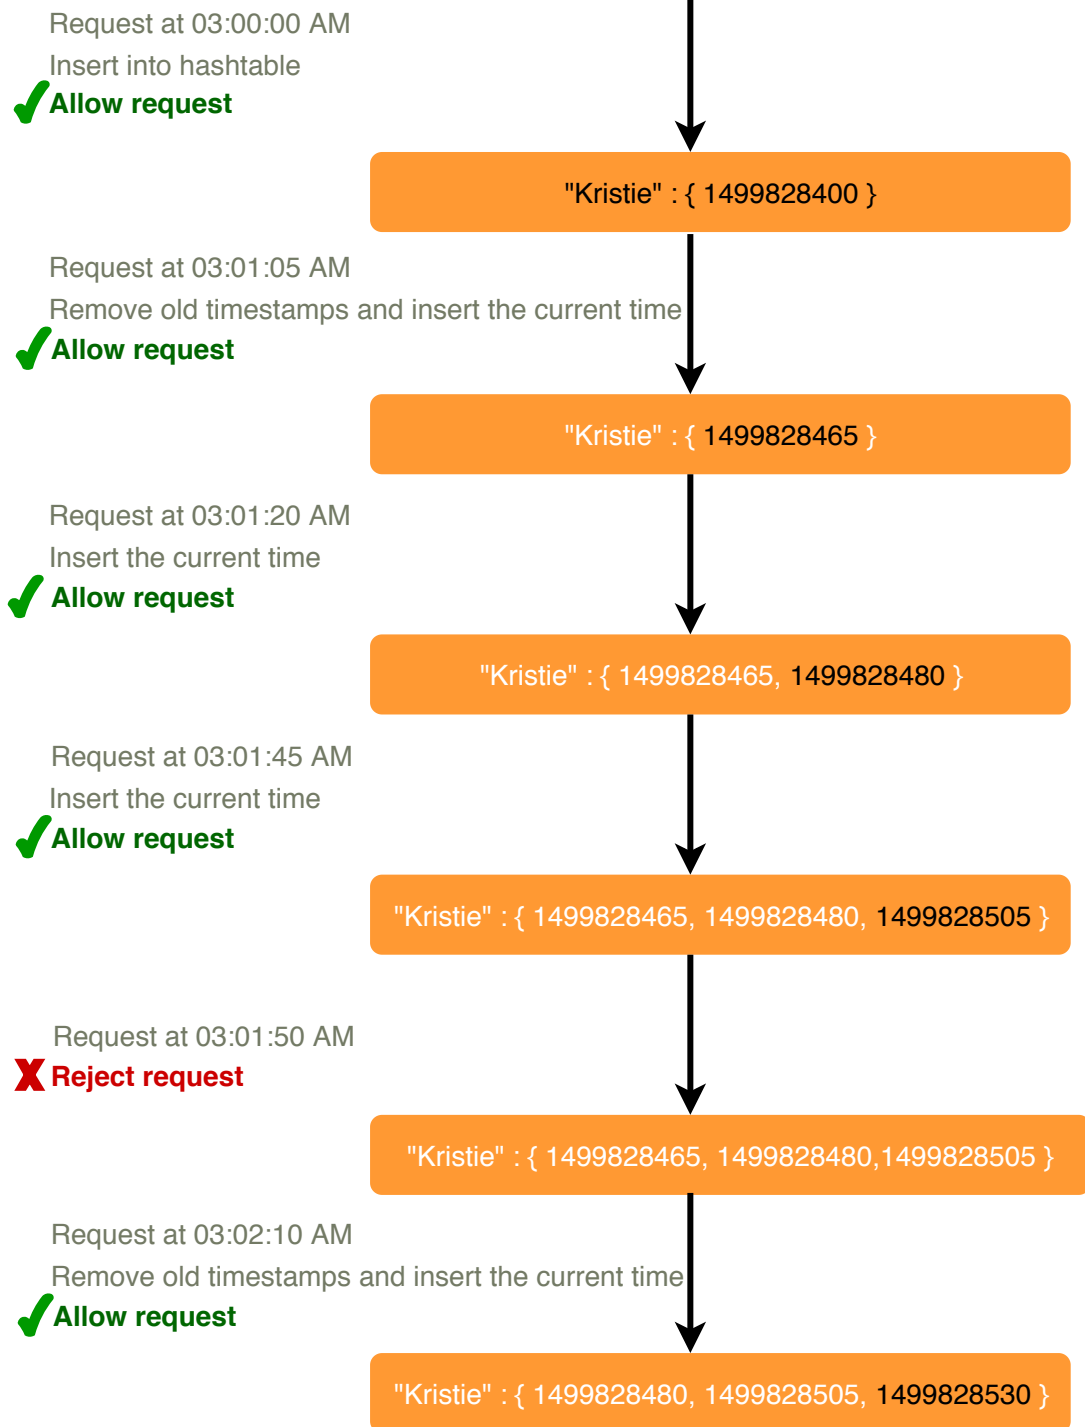 Request at 03:00:00 AM
Insert into hashtable
Allow request
"Kristie" : { 1499828400 }
Request at 03:01:05 AM
Remove old timestamps and insert the current time
Allow request
"Kristie" : { 1499828465 }
Request at 03:01:20 AM
Insert the current time
Allow request
"Kristie" : { 1499828465, 1499828480 }
Request at 03:01:45 AM
Insert the current time
Allow request
"Kristie" : { 1499828465, 1499828480, 1499828505 }
Request at 03:01:50 AM
Reject request
"Kristie" : { 1499828465, 1499828480,1499828505 }
Request at 03:02:10 AM
Remove old timestamps and insert the current time
Allow request
"Kristie" : { 1499828480, 1499828505, 1499828530 }